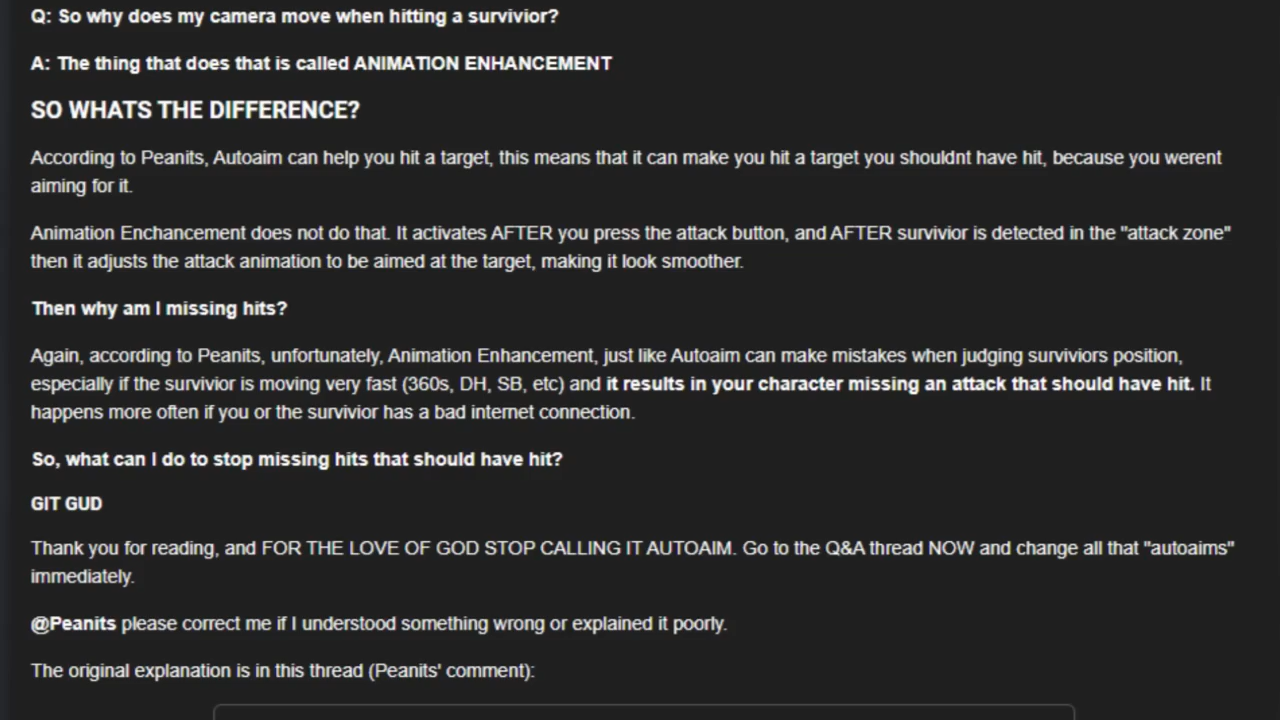 Q: So why does my camera move when hitting a survivior?
A: The thing that does that is called ANIMATION ENHANCEMENT
SO WHATS THE DIFFERENCE?
According to Peanits, Autoaim can help you hit a target, this means that it can make you hit a target you shouldnt have hit, because you werent
aiming for it.
Animation Enchancement does not do that. It activates AFTER you press the attack button, and AFTER survivior is detected in the "attack zone"
then it adjusts the attack animation to be aimed at the target, making it look smoother.
Then why am I missing hits?
Again, according to Peanits, unfortunately, Animation Enhancement, just like Autoaim can make mistakes when judging surviviors position,
especially if the survivior is moving very fast (360s, DH, SB, etc) and it results in your character missing an attack that should have hit. It
happens more often if you or the survivior has a bad internet connection.
So, what can I do to stop missing hits that should have hit?
GIT GUD
Thank you for reading, and FOR THE LOVE OF GOD STOP CALLING IT AUTOAIM. Go to the Q&A thread NOW and change all that "autoaims"
immediately.
@Peanits please correct me if I understood something wrong or explained it poorly.
The original explanation is in this thread (Peanits' comment):